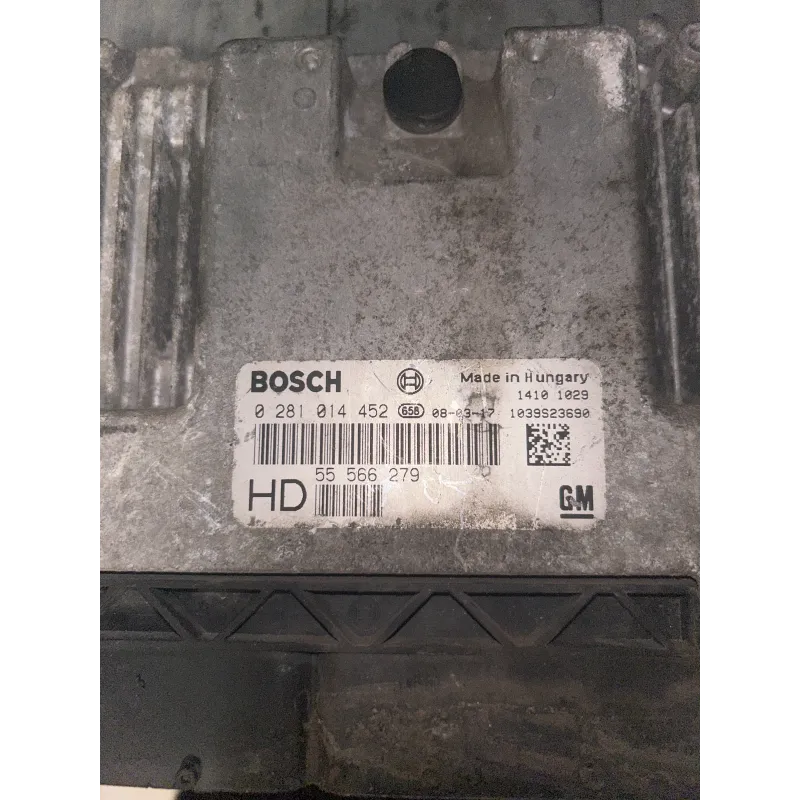 BOSCH Made in Hungary
1410 1029
0 281 014 452 658 08-03-17 1039S23690
55 566 279
HD GM